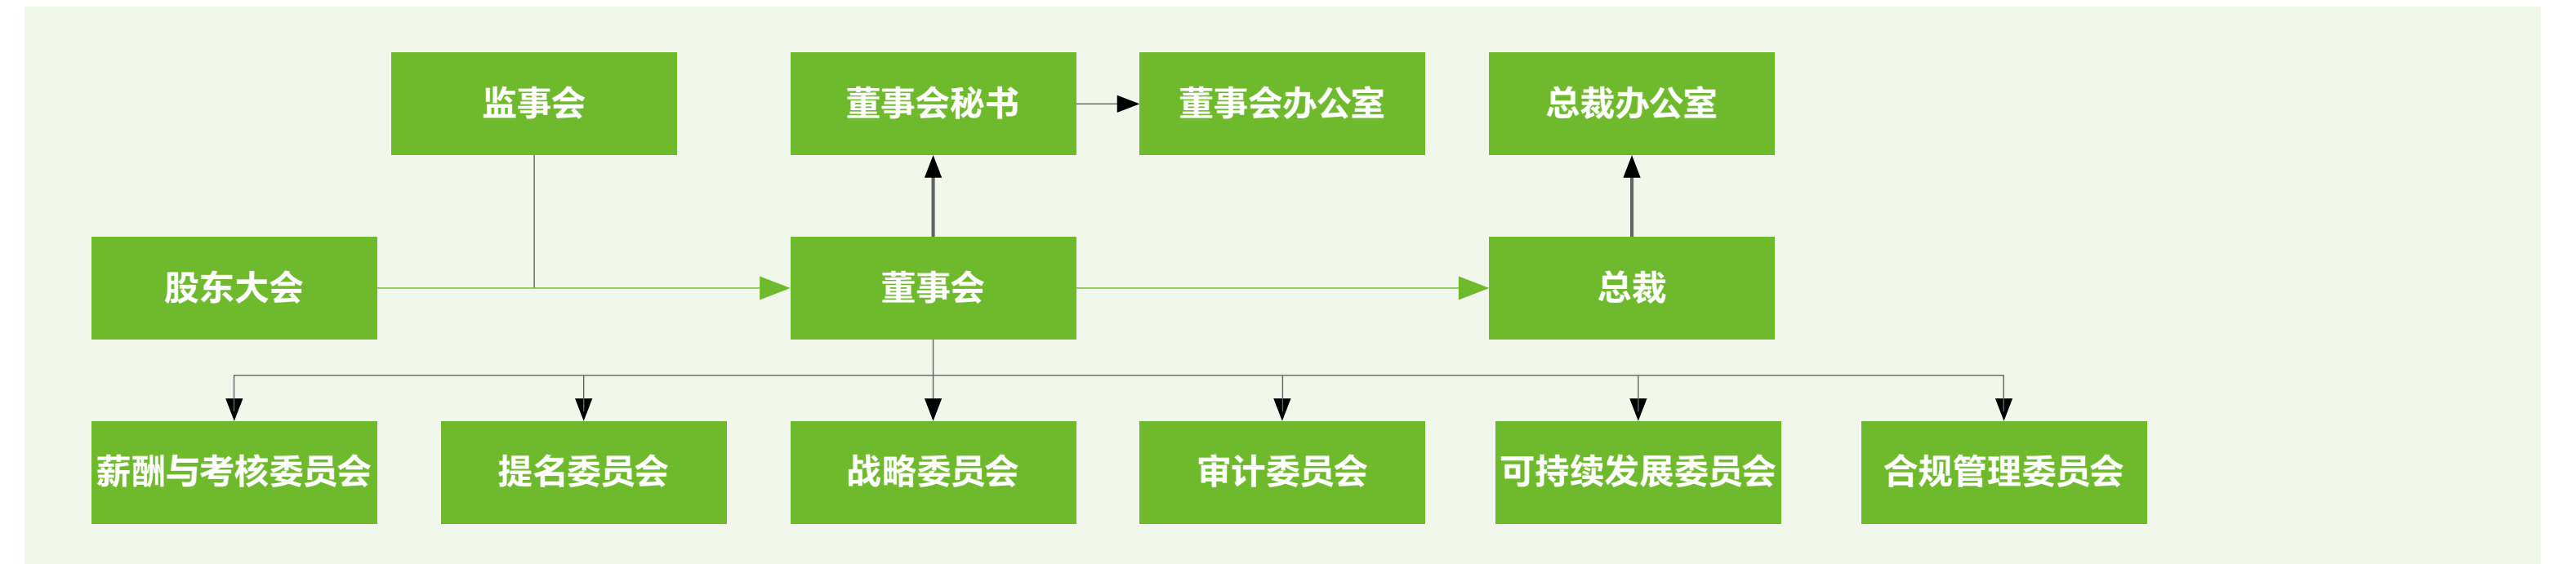 监事会
董事会秘书
董事会办公室
总裁办公室
股东大会
董事会
总裁
薪酬与考核委员会
提名委员会
战略委员会
审计委员会
可持续发展委员会
合规管理委员会